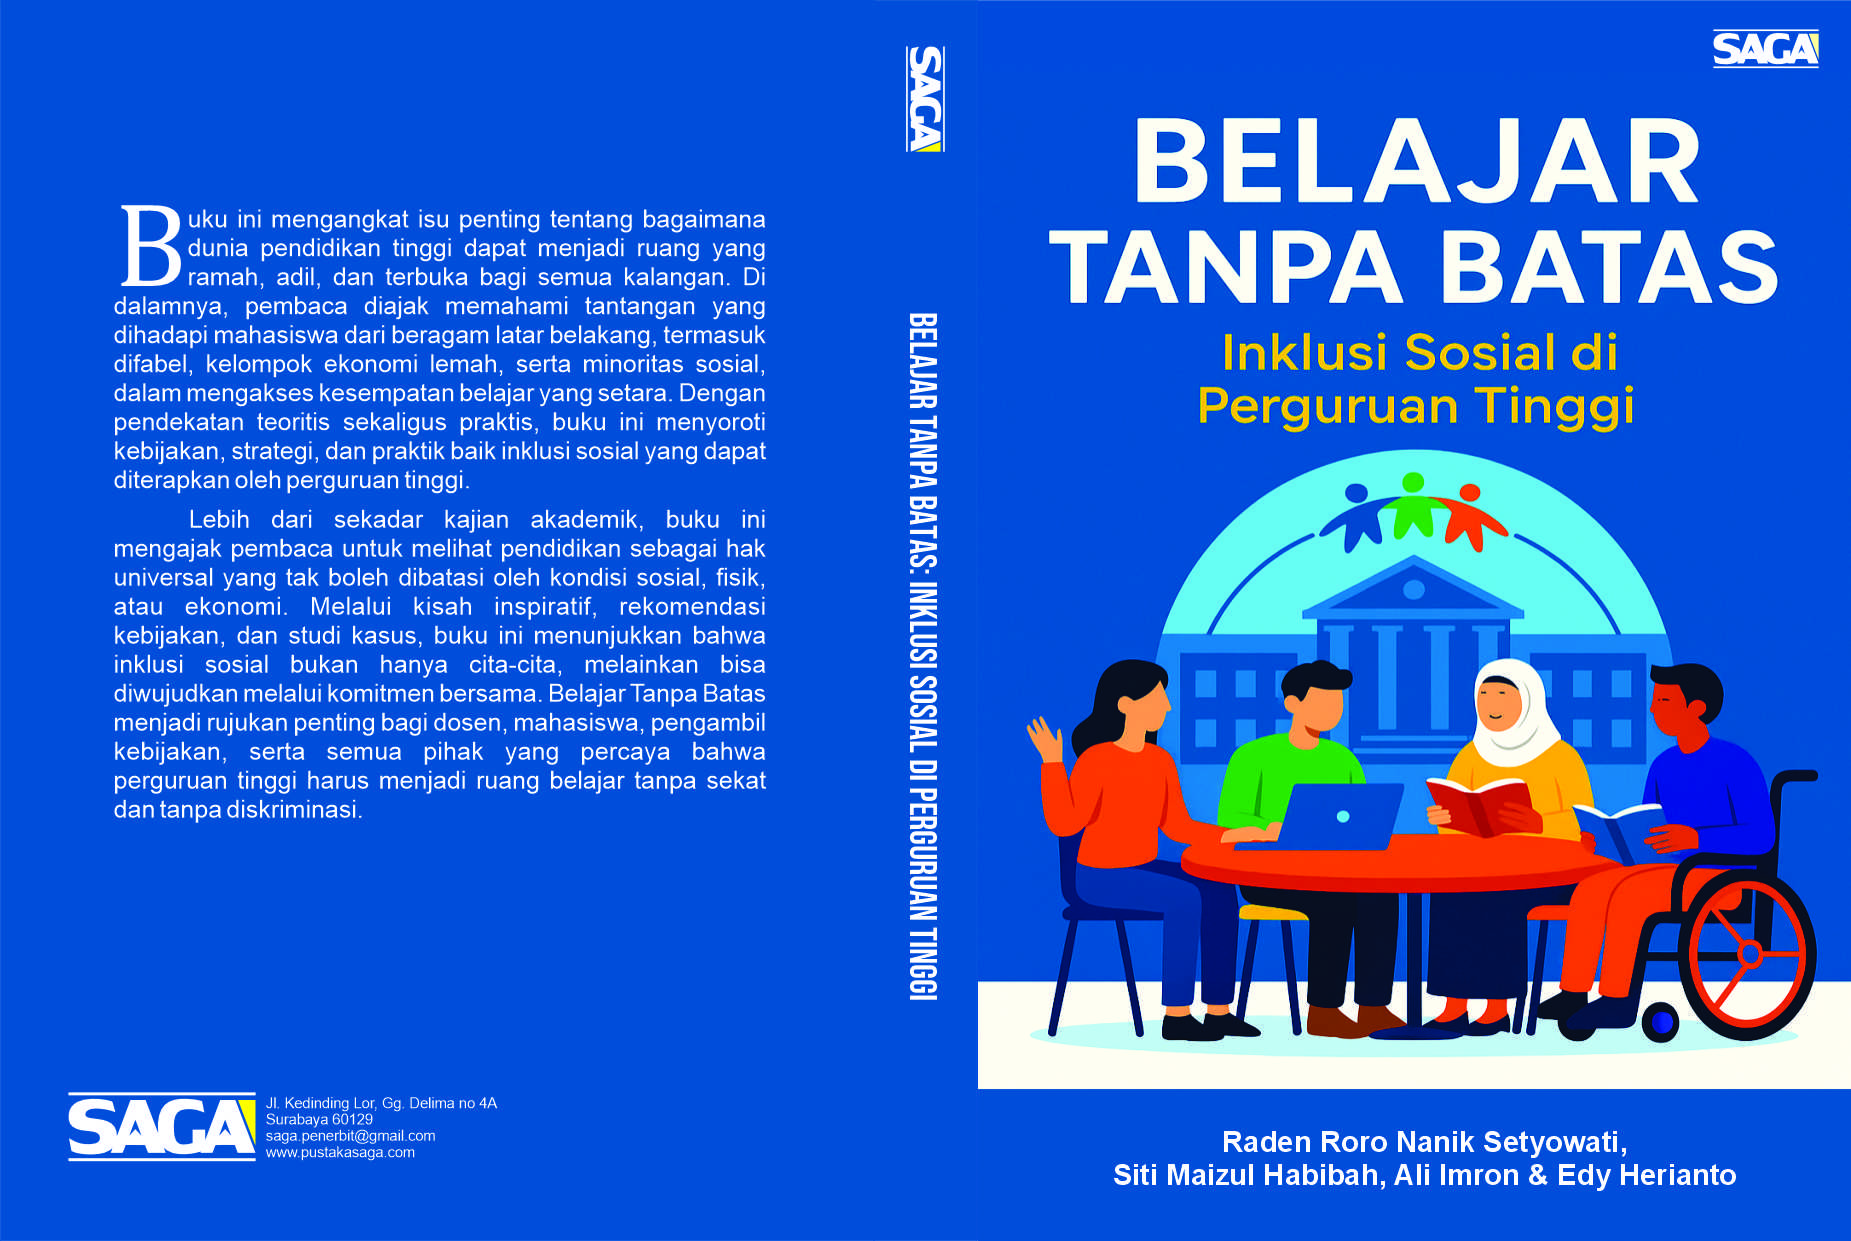 Buku ini mengangkat isu penting tentang bagaimana
dunia pendidikan tinggi dapat menjadi ruang yang
ramah, adil, dan terbuka bagi semua kalangan. Di
dalamnya, pembaca diajak memahami tantangan yang
dihadapi mahasiswa dari beragam latar belakang, termasuk
difabel, kelompok ekonomi lemah, serta minoritas sosial,
dalam mengakses kesempatan belajar yang setara. Dengan
pendekatan teoritis sekaligus praktis, buku ini menyoroti
kebijakan, strategi, dan praktik baik inklusi sosial yang dapat
diterapkan oleh perguruan tinggi.
Lebih dari sekadar kajian akademik, buku ini
mengajak pembaca untuk melihat pendidikan sebagai hak
universal yang tak boleh dibatasi oleh kondisi sosial, fisik,
atau ekonomi. Melalui kisah inspiratif, rekomendasi
kebijakan, dan studi kasus, buku ini menunjukkan bahwa
inklusi sosial bukan hanya cita-cita, melainkan bisa
diwujudkan melalui komitmen bersama. Belajar Tanpa Batas
menjadi rujukan penting bagi dosen, mahasiswa, pengambil
kebijakan, serta semua pihak yang percaya bahwa
perguruan tinggi harus menjadi ruang belajar tanpa sekat
dan tanpa diskriminasi.
SAGA
Jl. Kedinding Lor, Gg. Delima no 4A
Surabaya 60129
saga.penerbit@gmail.com
www.pustakasaga.com
SAGA
BELAJAR TANPA BATAS: INKLUSI SOSIAL DI PERGURUAN TINGGI
SAGA
BELAJAR
TANPA BATAS
Inklusi Sosial di
Perguruan Tinggi
Raden Roro Nanik Setyowati,
Siti Maizul Habibah, Ali Imron & Edy Herianto